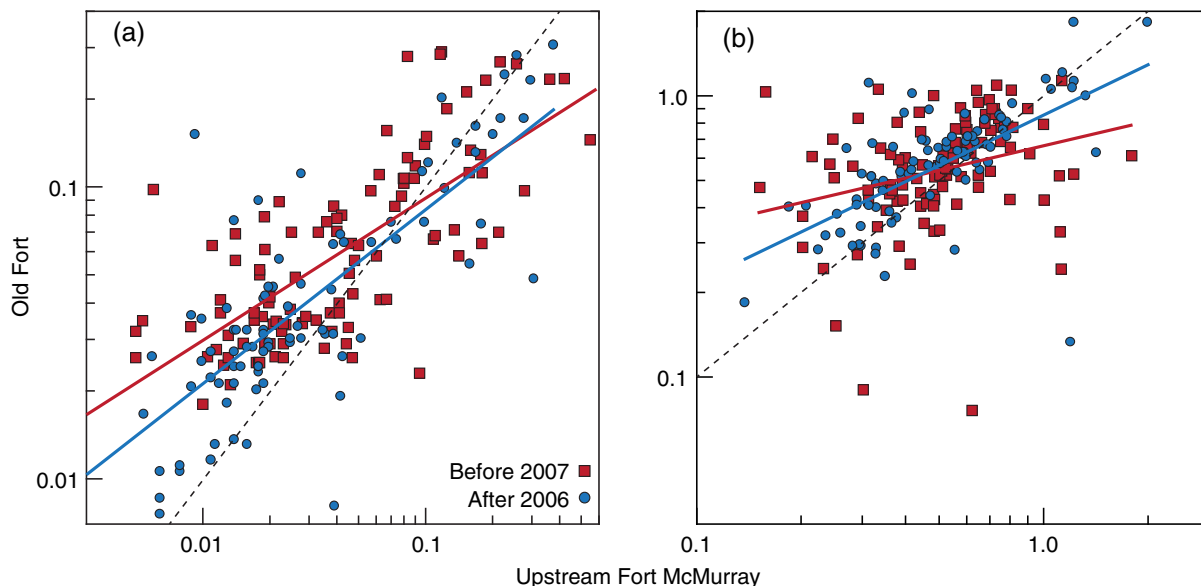 (a)
(b)
Old Fort
0.1
0.01
0.01
0.1
Before 2007
After 2006
1.0
0.1
0.1
1.0
Upstream Fort McMurray